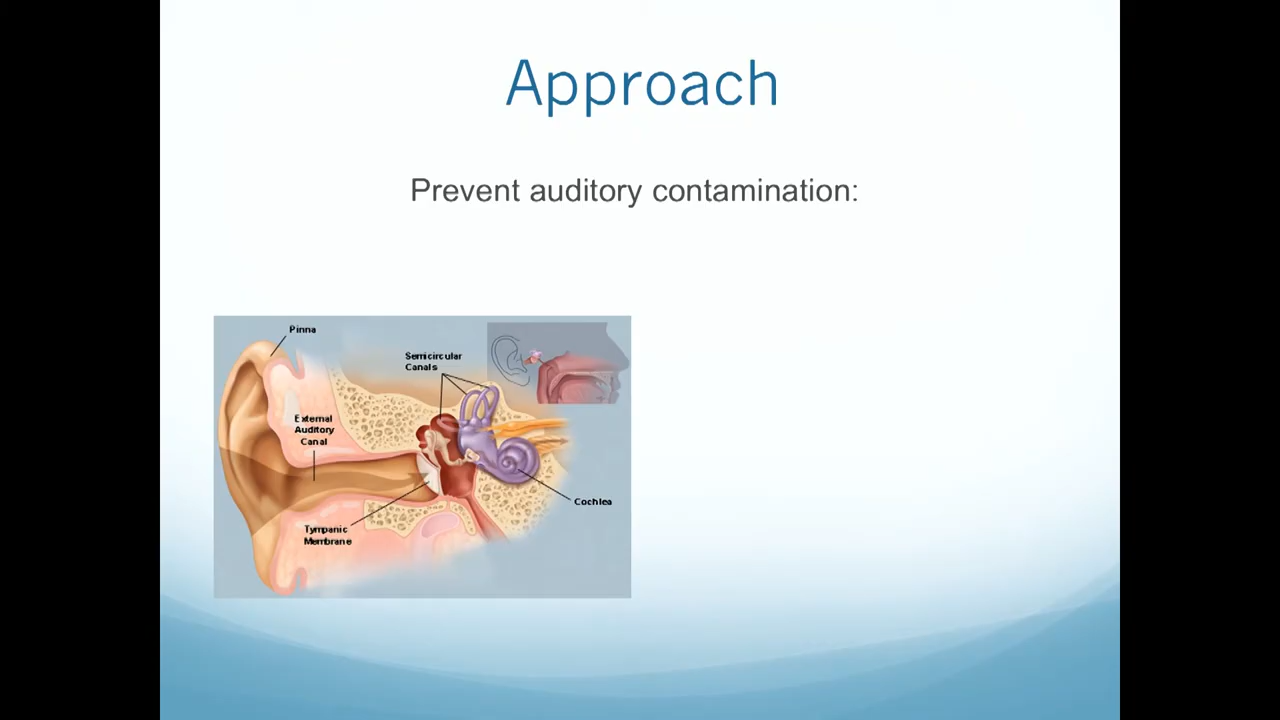 Approach
Prevent auditory contamination:
Pinna
Semicircular
Canals
External
Auditory
Canal
Cochlea
Tympanic
Membrane